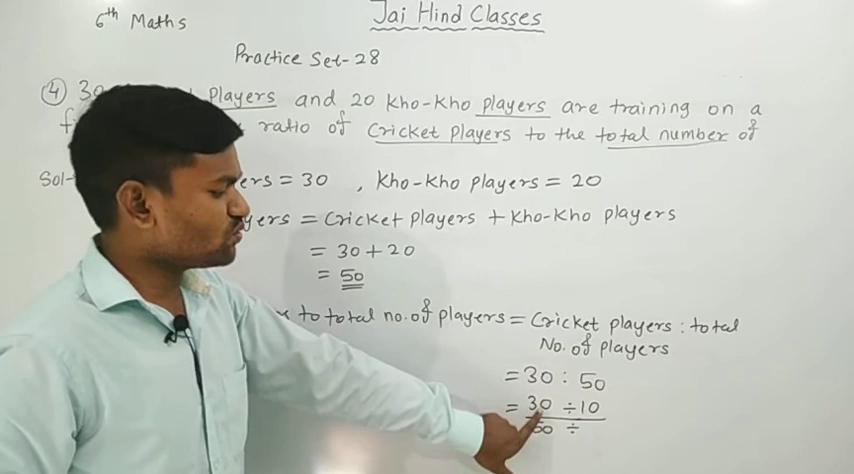 6th Maths
Jai Hind Classes
Practice Set-28
④ 30 Players and 20 Kho-Kho players are training on a
ratio of Cricket Players to the total number of
Sol- ers = 30 , Kho-Kho Players = 20
yers = Cricket players + Kho-Kho players
= 30 + 20
= 50
to total no. of players = Cricket players : total
No. of players
= 30 : 50
= 30 ÷10
50 ÷